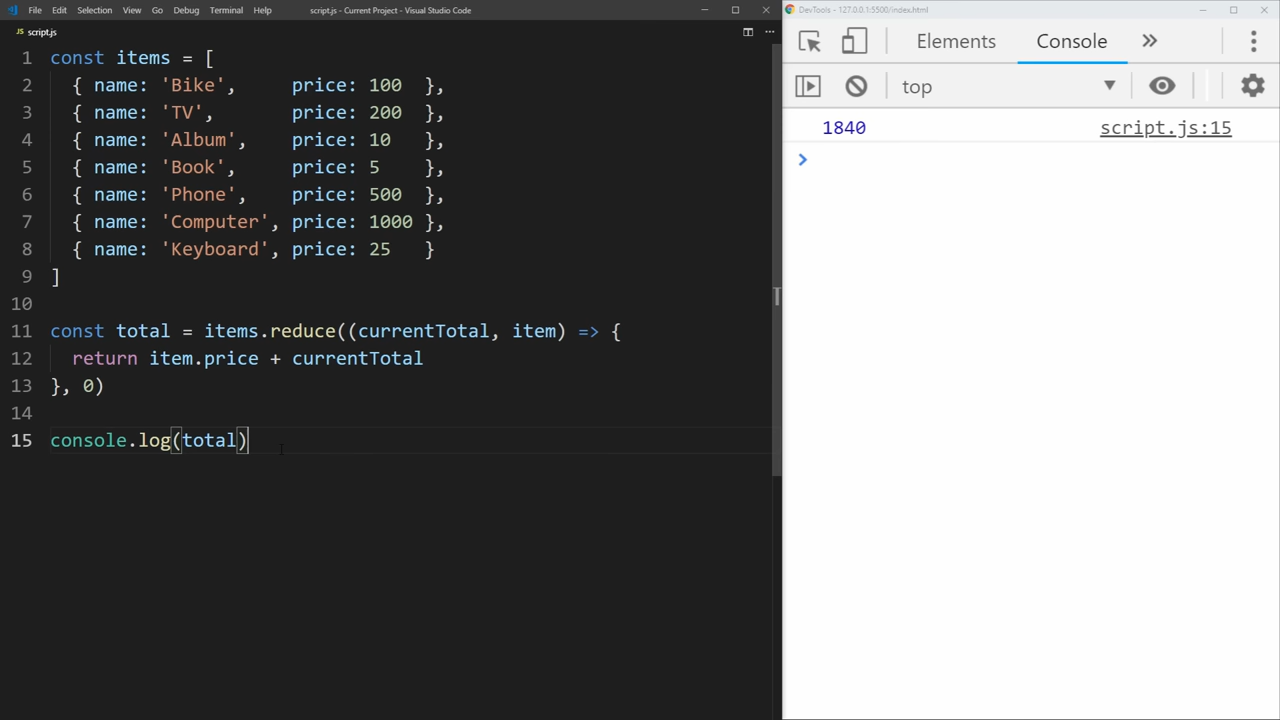 File Edit Selection View Go Debug Terminal Help script.js - Current Project - Visual Studio Code
JS script.js
1 const items = [
2 { name: 'Bike', price: 100 },
3 { name: 'TV', price: 200 },
4 { name: 'Album', price: 10 },
5 { name: 'Book', price: 5 },
6 { name: 'Phone', price: 500 },
7 { name: 'Computer', price: 1000 },
8 { name: 'Keyboard', price: 25 }
9 ]
10
11 const total = items.reduce((currentTotal, item) => {
12 return item.price + currentTotal
13 }, 0)
14
15 console.log(total)
DevTools - 127.0.0.1:5500/index.html
Elements Console
top
1840 script.js:15